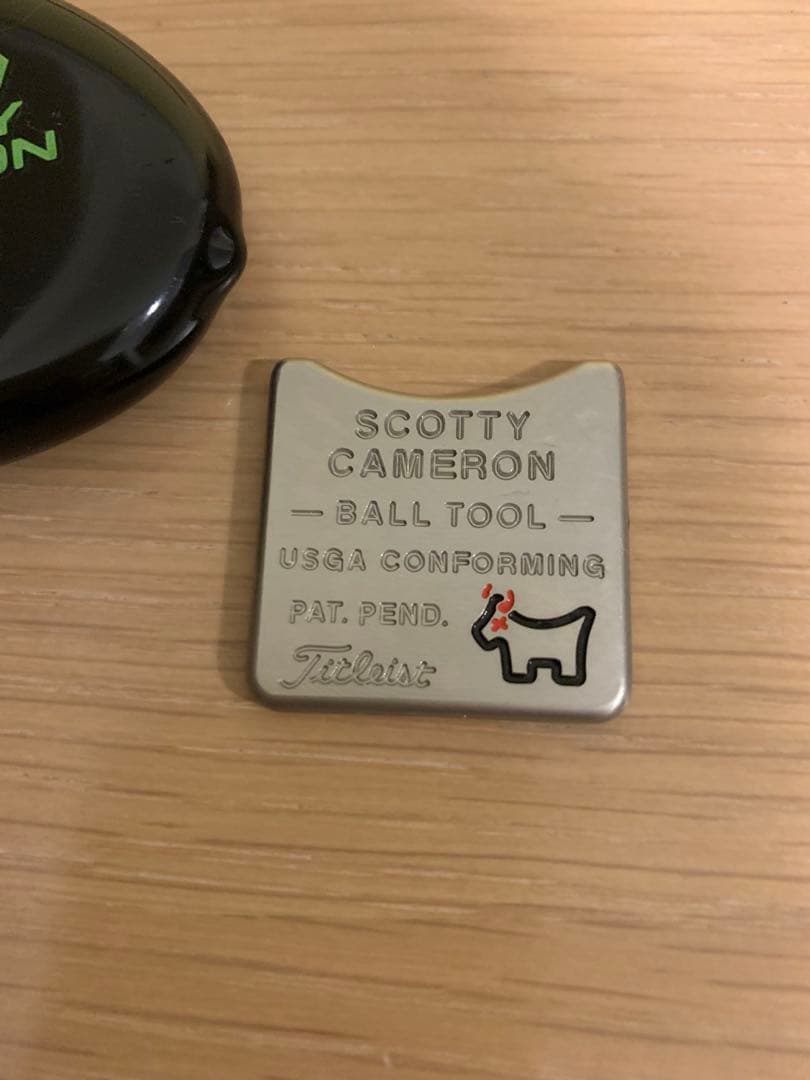 SCOTTY
CAMERON
— BALL TOOL —
USGA CONFORMING
PAT. PEND.
Titleist